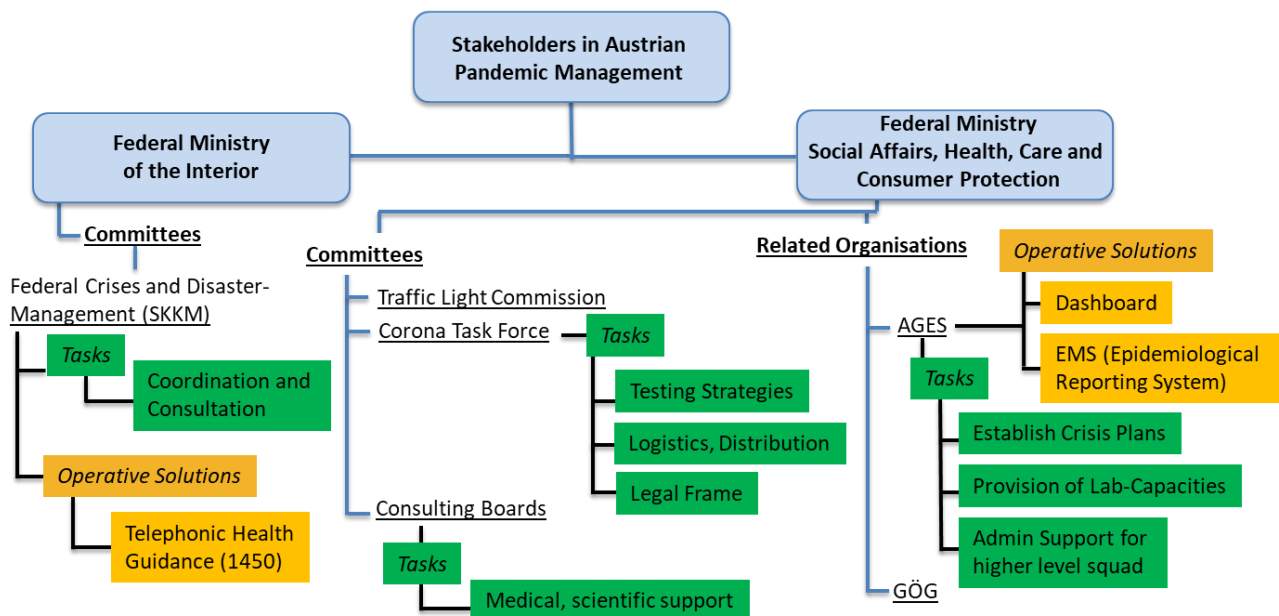 Stakeholders in Austrian
Pandemic Management
Federal Ministry
of the Interior
Federal Ministry
Social Affairs, Health, Care and
Consumer Protection
Committees
Federal Crises and Disaster-
Management (SKKM)
Tasks
Coordination and
Consultation
Operative Solutions
Telephonic Health
Guidance (1450)
Committees
Traffic Light Commission
Corona Task Force
Tasks
Testing Strategies
Logistics, Distribution
Legal Frame
Consulting Boards
Tasks
Medical, scientific support
Related Organisations
AGES
Operative Solutions
Dashboard
EMS (Epidemiological
Reporting System)
Tasks
Establish Crisis Plans
Provision of Lab-Capacities
Admin Support for
higher level squad
GÖG